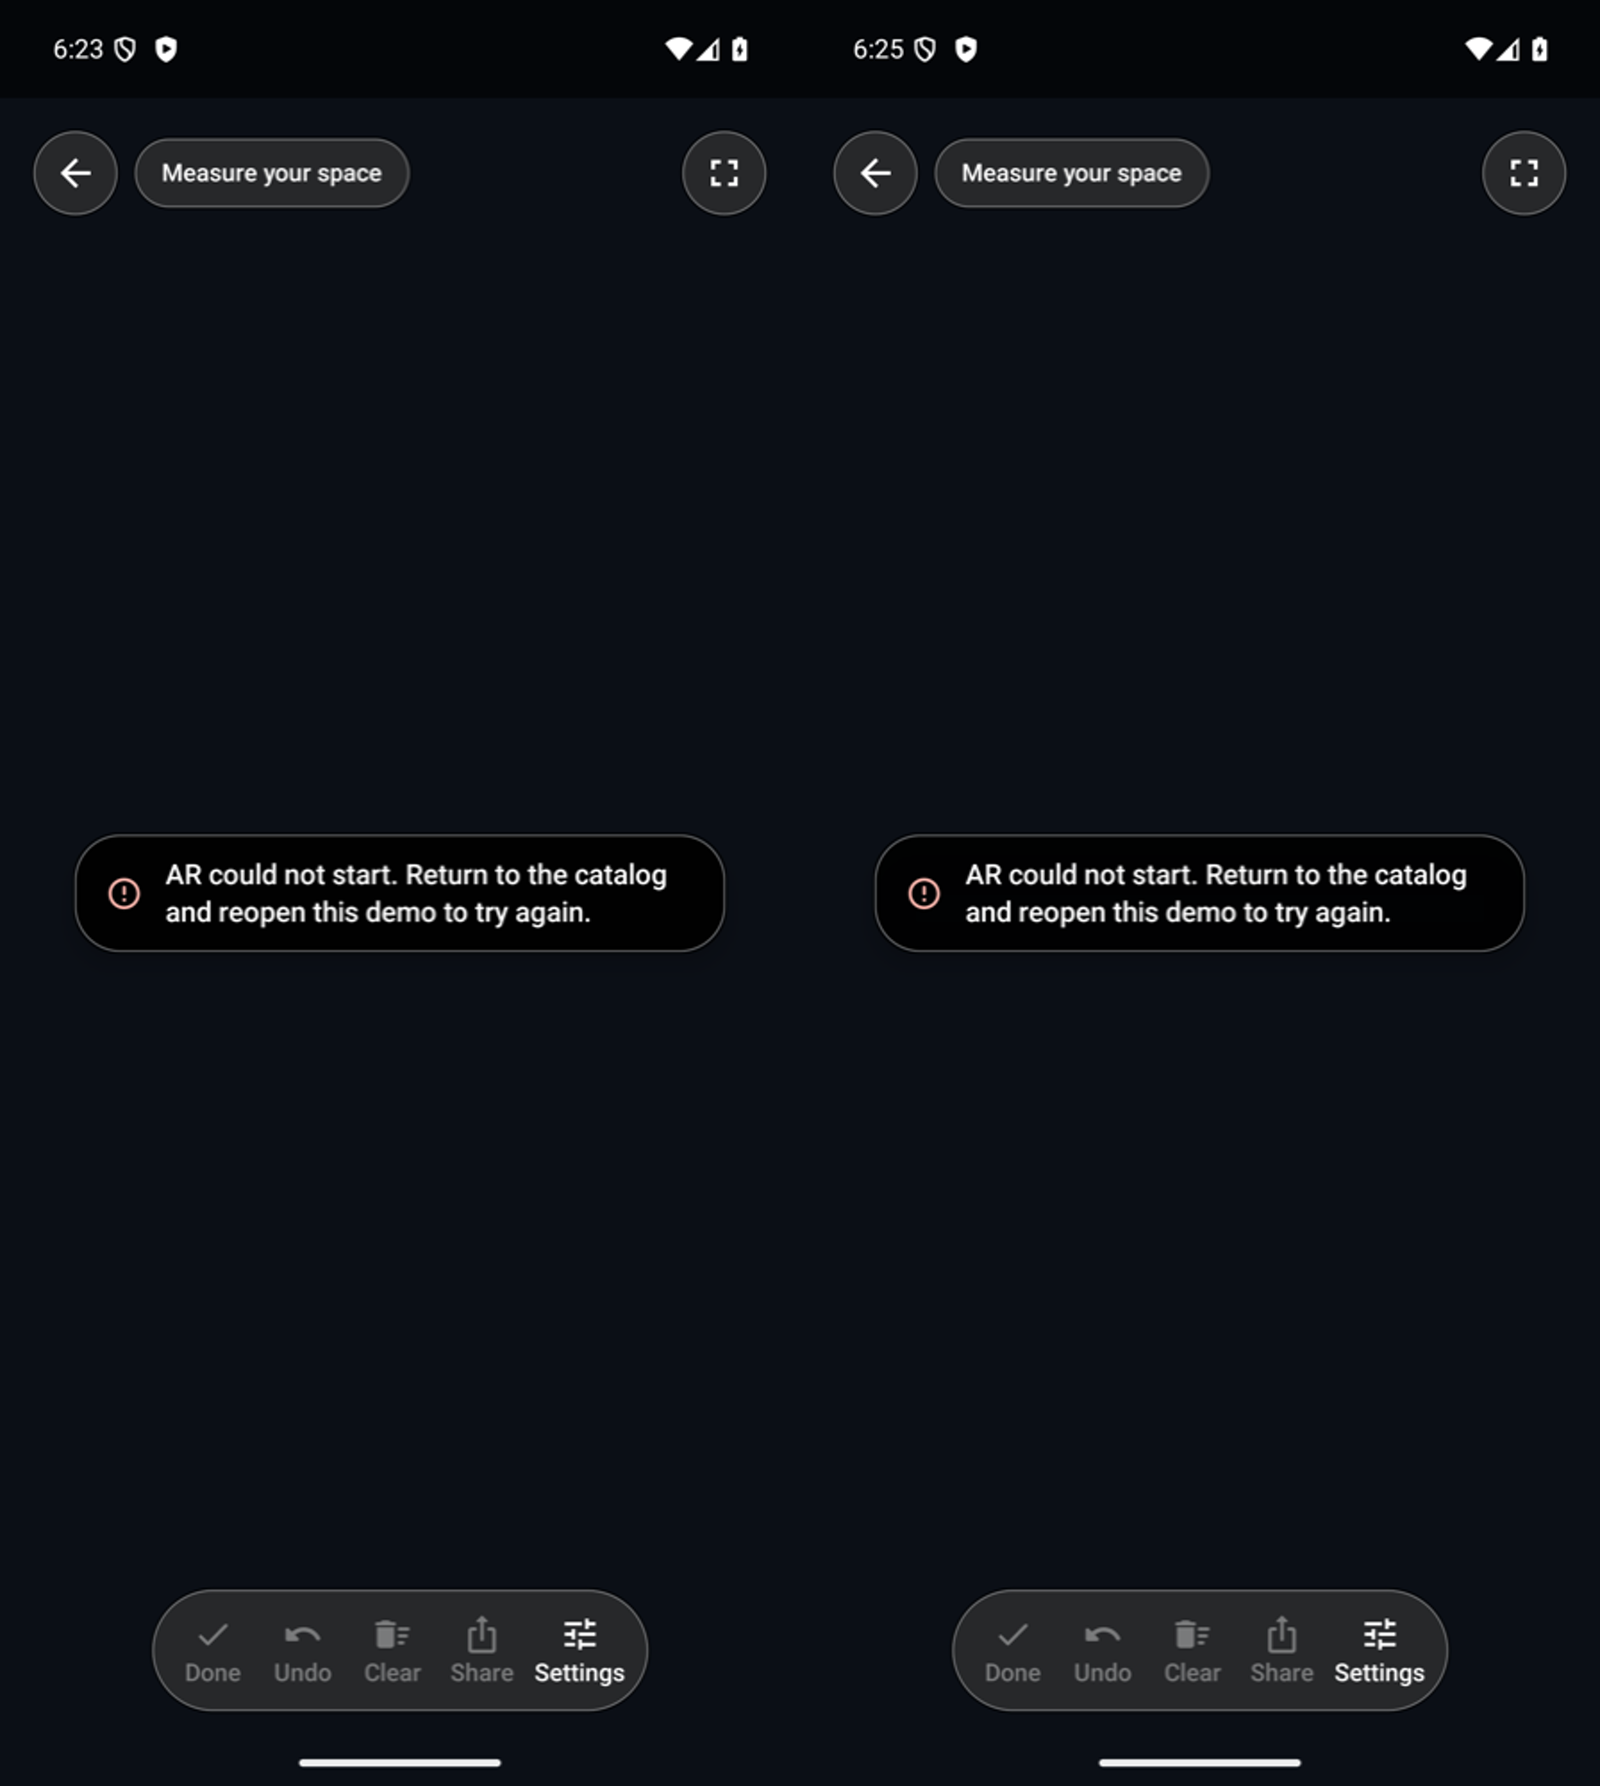 6:23
Measure your space
AR could not start. Return to the catalog
and reopen this demo to try again.
Done Undo Clear Share Settings
6:25
Measure your space
AR could not start. Return to the catalog
and reopen this demo to try again.
Done Undo Clear Share Settings